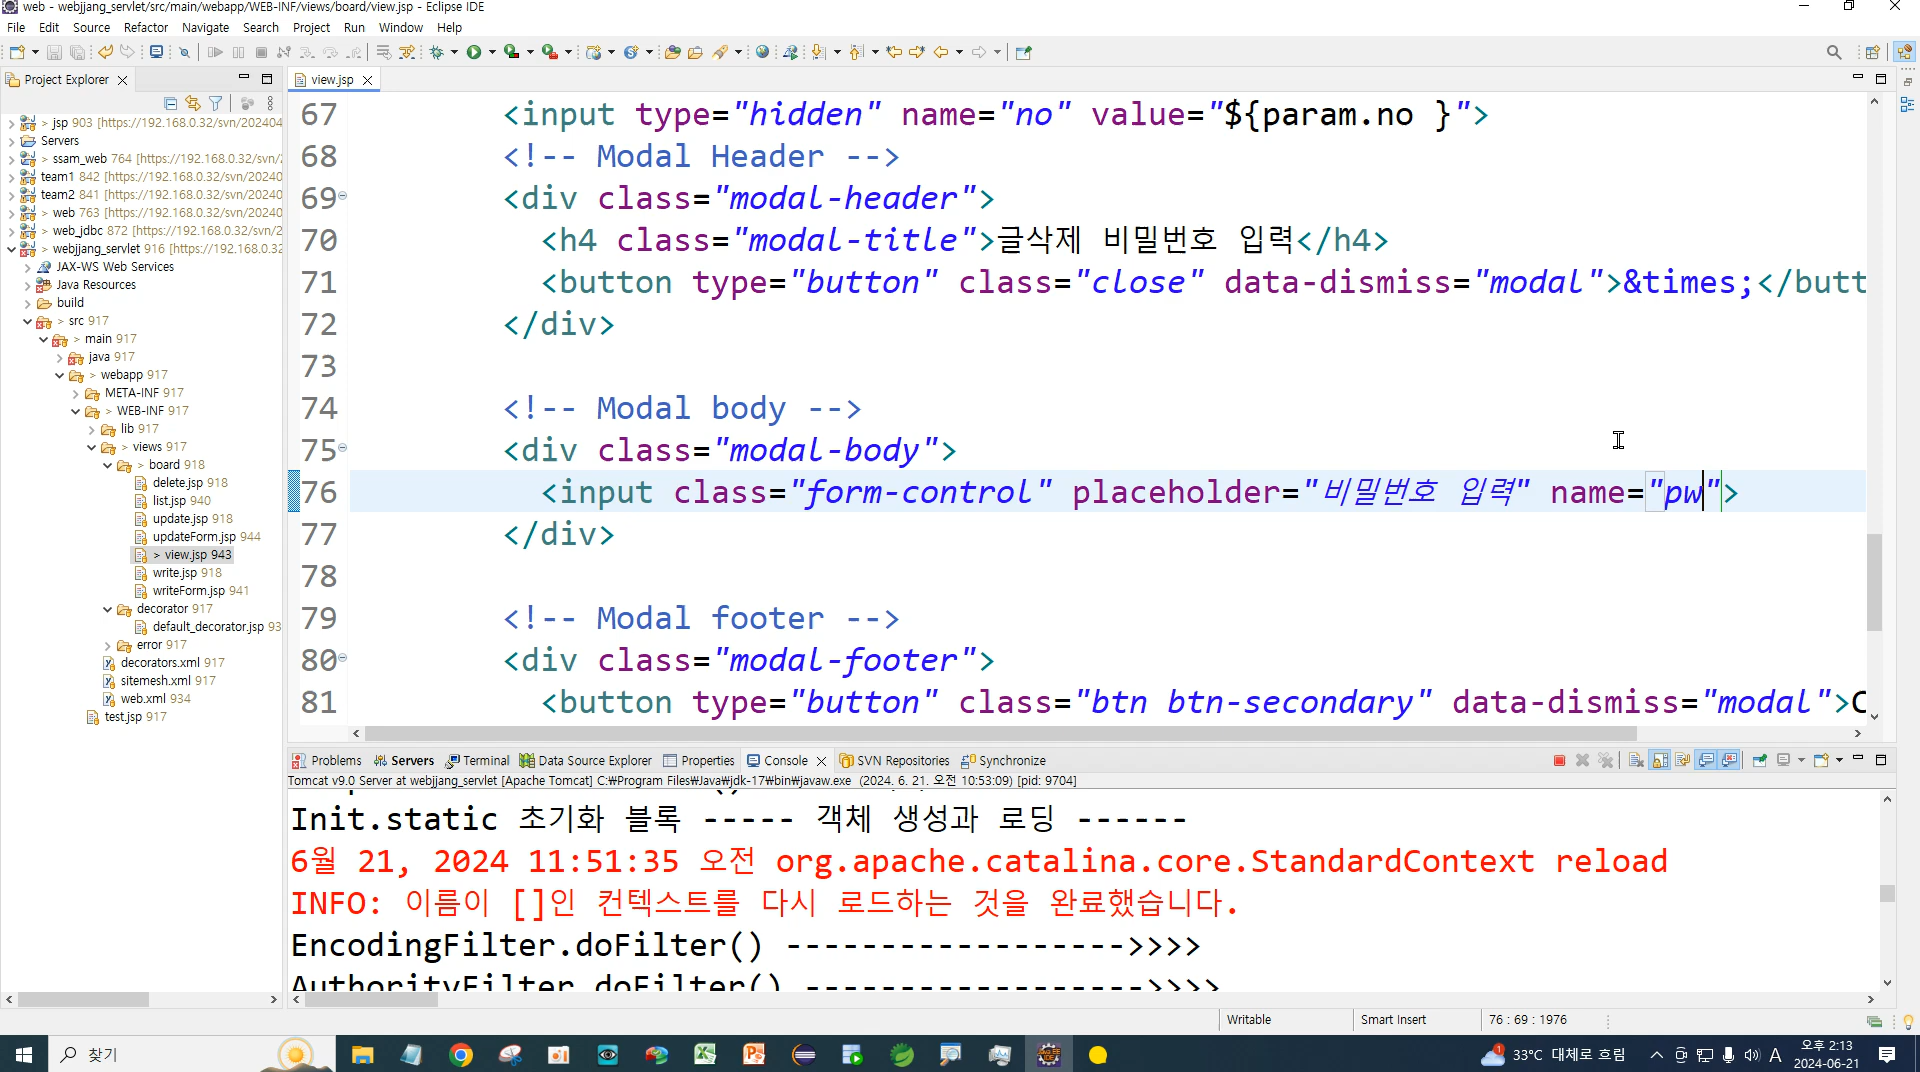 web - webjjang_servlet/src/main/webapp/WEB-INF/views/board/view.jsp - Eclipse IDE
File Edit Source Refactor Navigate Search Project Run Window Help
Project Explorer
view.jsp
> jsp 903 [https://192.168.0.32/svn/202404
Servers
> ssam_web 764 [https://192.168.0.32/svn/
team1 842 [https://192.168.0.32/svn/20240
team2 841 [https://192.168.0.32/svn/20240
> web 763 [https://192.168.0.32/svn/20240
> web_jdbc 872 [https://192.168.0.32/svn/2
> webjjang_servlet 916 [https://192.168.0.32
JAX-WS Web Services
Java Resources
build
> src 917
> main 917
java 917
> webapp 917
META-INF 917
> WEB-INF 917
lib 917
> views 917
> board 918
delete.jsp 918
list.jsp 940
update.jsp 918
updateForm.jsp 944
> view.jsp 943
write.jsp 918
writeForm.jsp 941
decorator 917
default_decorator.jsp 93
error 917
decorators.xml 917
sitemesh.xml 917
web.xml 934
test.jsp 917
67 <input type="hidden" name="no" value="${param.no }">
68 <!-- Modal Header -->
69 <div class="modal-header">
70 <h4 class="modal-title">글삭제 비밀번호 입력</h4>
71 <button type="button" class="close" data-dismiss="modal">&times;</butt
72 </div>
73
74 <!-- Modal body -->
75 <div class="modal-body">
76 <input class="form-control" placeholder="비밀번호 입력" name="pw">
77 </div>
78
79 <!-- Modal footer -->
80 <div class="modal-footer">
81 <button type="button" class="btn btn-secondary" data-dismiss="modal">C
Problems Servers Terminal Data Source Explorer Properties Console SVN Repositories Synchronize
Tomcat v9.0 Server at webjjang_servlet [Apache Tomcat] C:₩Program Files₩Java₩jdk-17₩bin₩javaw.exe (2024. 6. 21. 오전 10:53:09) [pid: 9704]
Init.static 초기화 블록 ----- 객체 생성과 로딩 ------
6월 21, 2024 11:51:35 오전 org.apache.catalina.core.StandardContext reload
INFO: 이름이 []인 컨텍스트를 다시 로드하는 것을 완료했습니다.
EncodingFilter.doFilter() ------------------>>>>
AuthorityFilter.doFilter() ------------------>>>>
Writable Smart Insert 76 : 69 : 1976
찾기
33°C 대체로 흐림
A
오후 2:13
2024-06-21